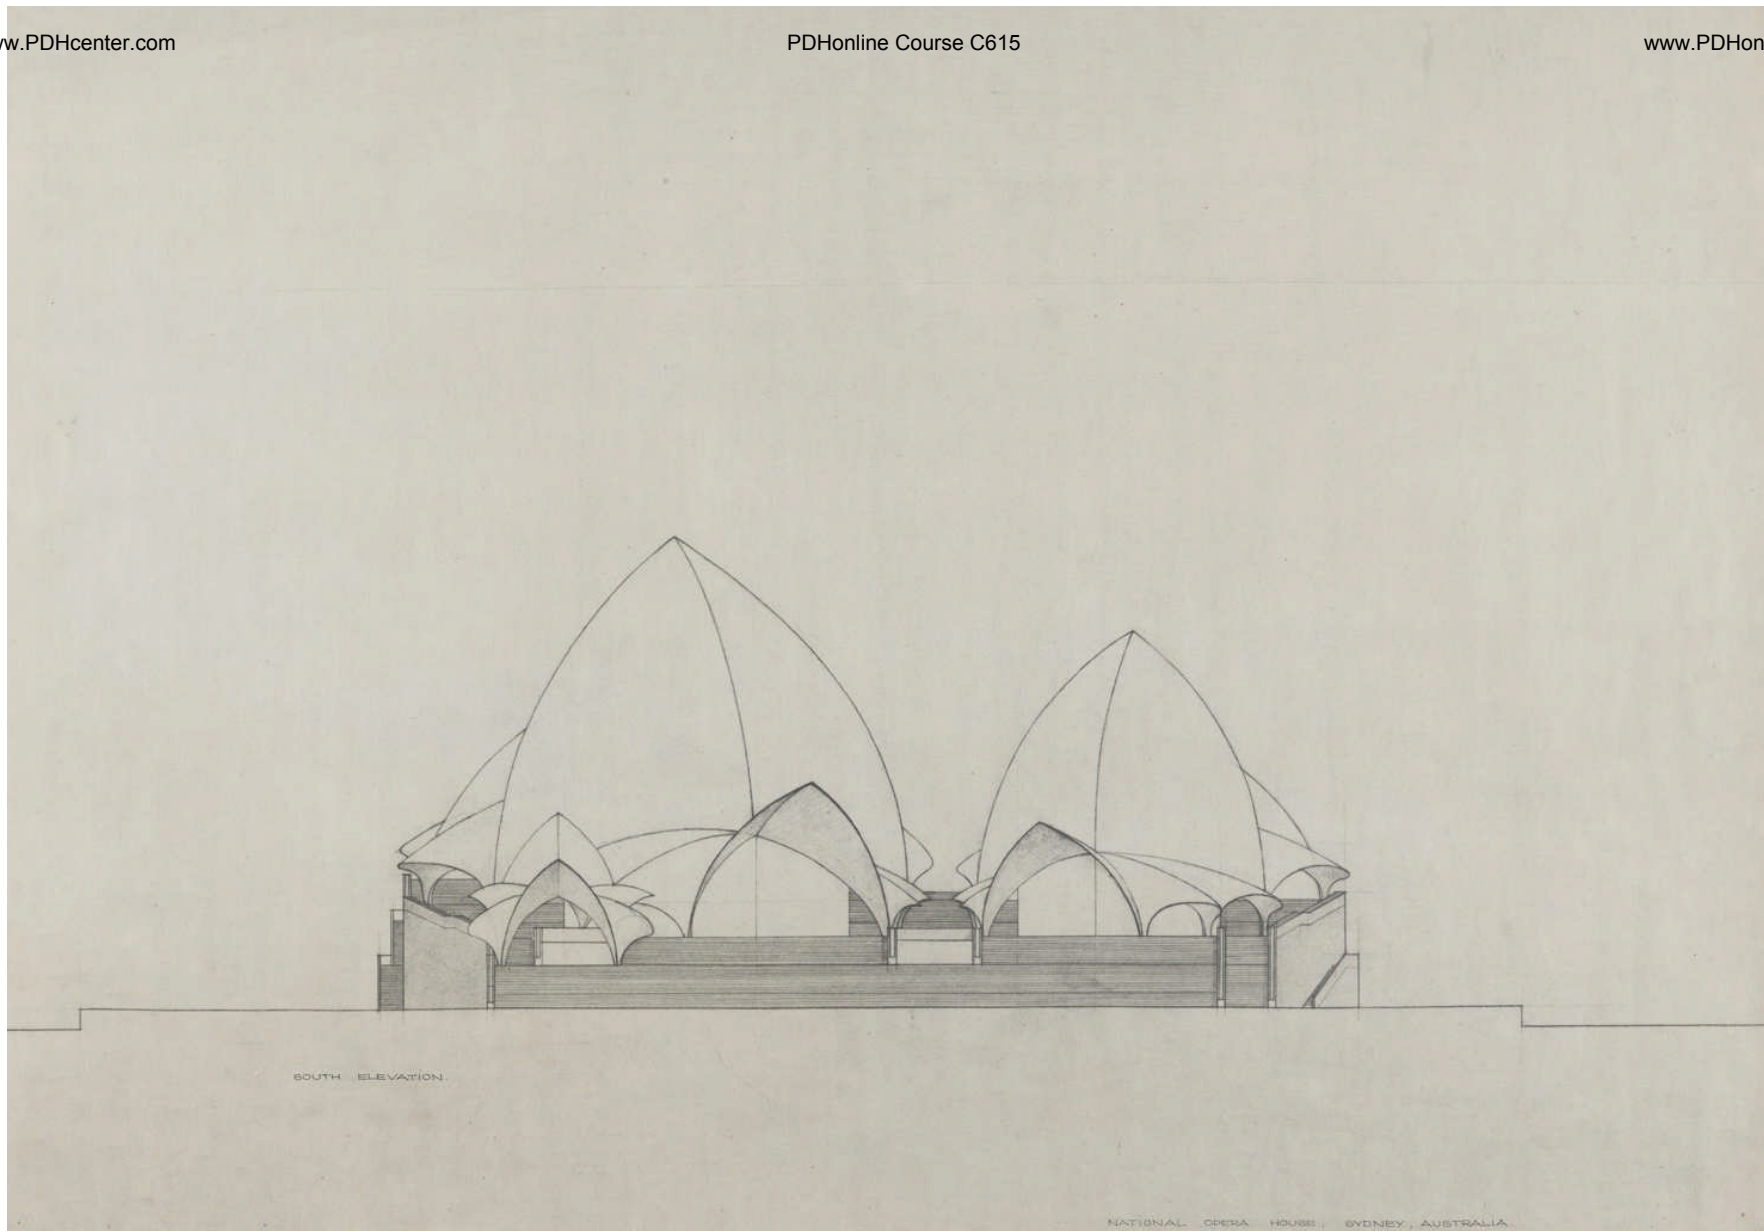 w.PDHcenter.com
PDHonline Course C615
www.PDHon
SOUTH ELEVATION.
NATIONAL OPERA HOUSE, SYDNEY, AUSTRALIA